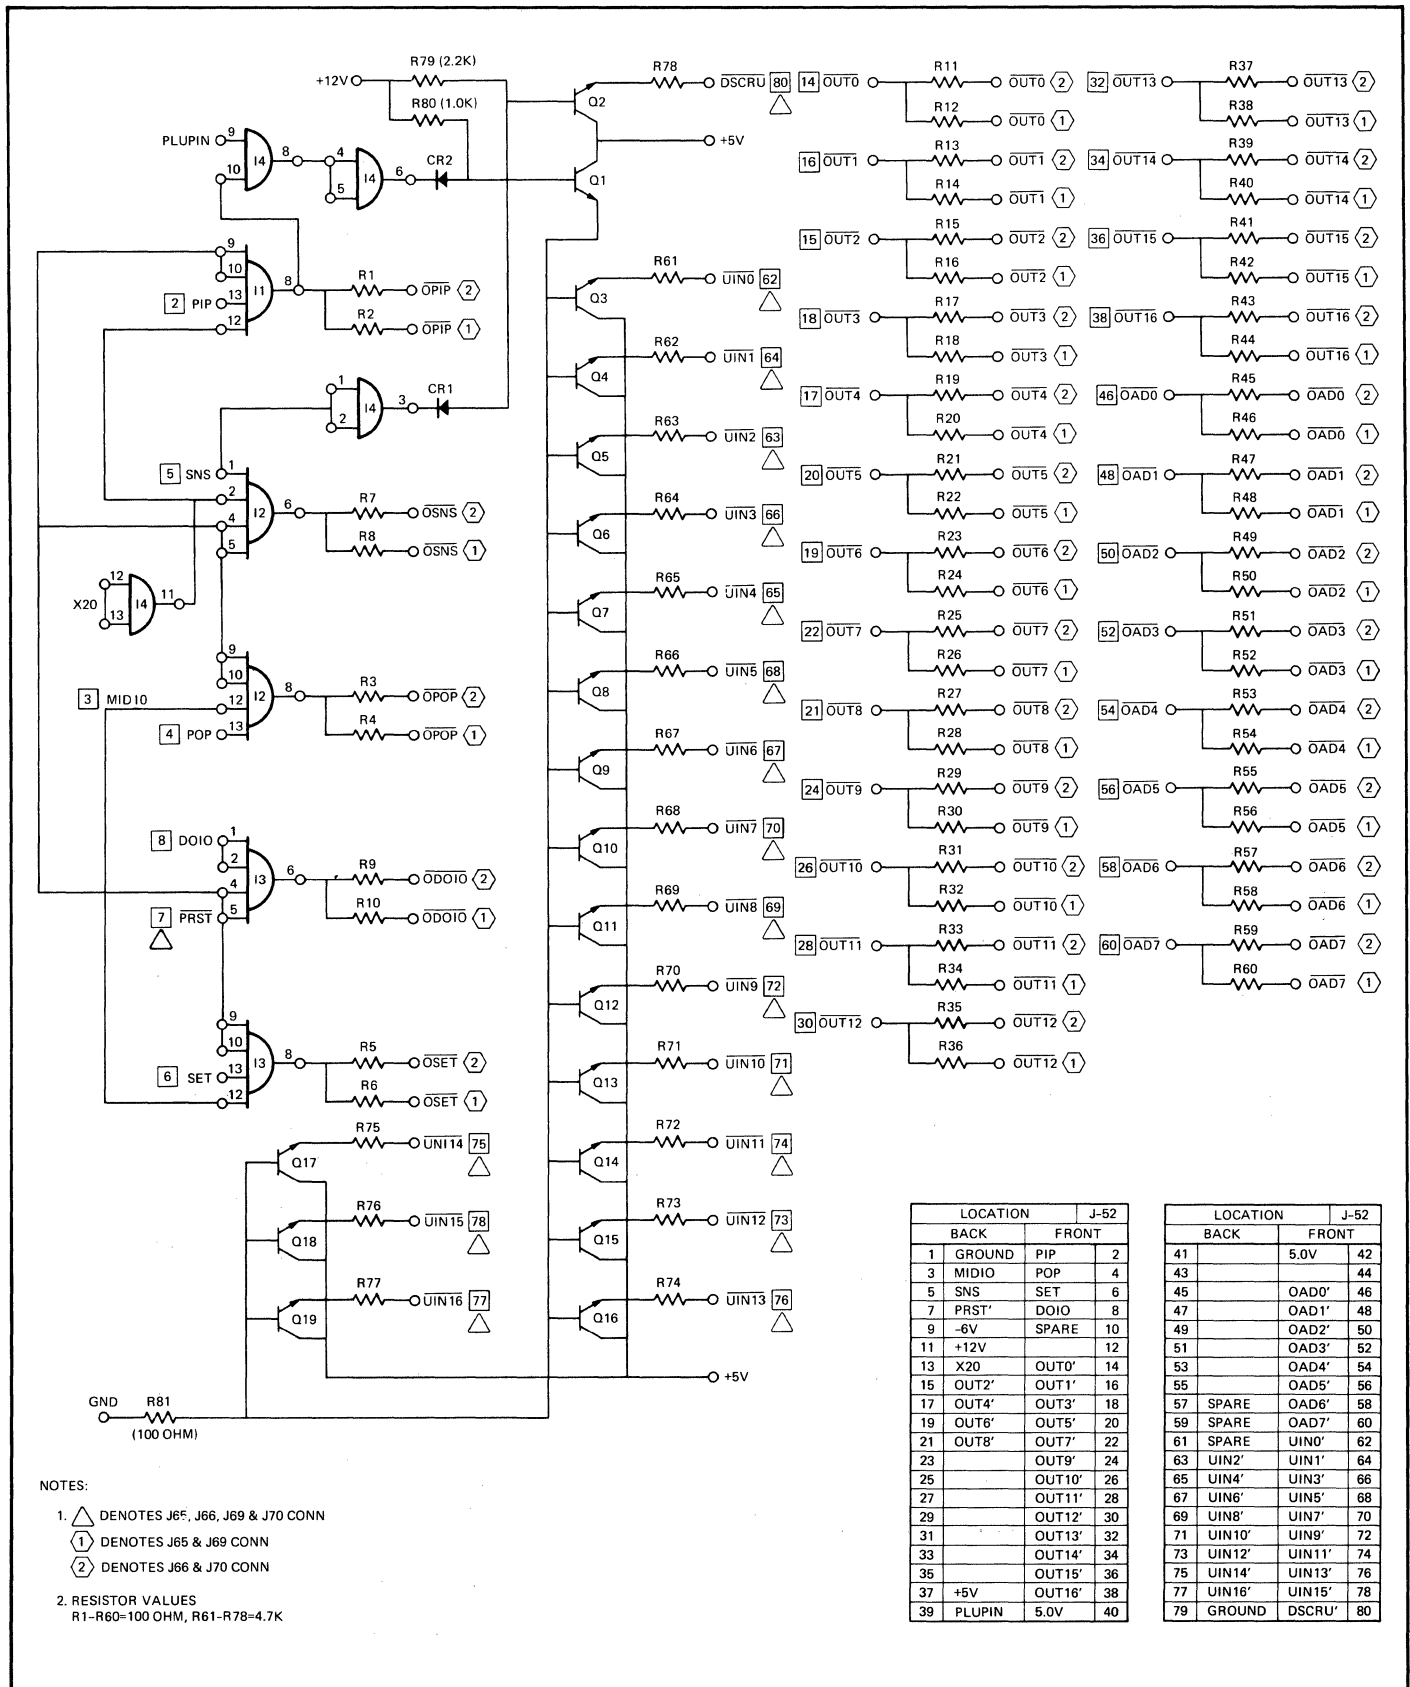 R79 (2.2K)
+12V
R80 (1.0K)
PLUPIN 9
10
I4
8
4
5
I4
6
CR2
Q2
Q1
R78
DSCRU 80
+5V
9
10
13
12
I1
8
2 PIP
R1
OPIP 2
R2
OPIP 1
1
2
I4
3
CR1
5 SNS
1
2
4
5
I2
6
R7
OSNS 2
R8
OSNS 1
X20
12
13
I4
11
9
10
12
13
I2
8
3 MIDI0
4 POP
R3
OPOP 2
R4
OPOP 1
8 DOIO
1
2
4
5
I3
6
7 PRST
R9
ODOIO 2
R10
ODOIO 1
9
10
13
12
I3
8
6 SET
R5
OSET 2
R6
OSET 1
Q17
R75
UNI14 75
Q18
R76
UIN15 78
Q19
R77
UIN16 77
GND
R81
(100 OHM)
Q3
R61
UIN0 62
Q4
R62
UIN1 64
Q5
R63
UIN2 63
Q6
R64
UIN3 66
Q7
R65
UIN4 65
Q8
R66
UIN5 68
Q9
R67
UIN6 67
Q10
R68
UIN7 70
Q11
R69
UIN8 69
Q12
R70
UIN9 72
Q13
R71
UIN10 71
Q14
R72
UIN11 74
Q15
R73
UIN12 73
Q16
R74
UIN13 76
+5V
14 OUT0
R11
OUT0 2
R12
OUT0 1
16 OUT1
R13
OUT1 2
R14
OUT1 1
15 OUT2
R15
OUT2 2
R16
OUT2 1
18 OUT3
R17
OUT3 2
R18
OUT3 1
17 OUT4
R19
OUT4 2
R20
OUT4 1
20 OUT5
R21
OUT5 2
R22
OUT5 1
19 OUT6
R23
OUT6 2
R24
OUT6 1
22 OUT7
R25
OUT7 2
R26
OUT7 1
21 OUT8
R27
OUT8 2
R28
OUT8 1
24 OUT9
R29
OUT9 2
R30
OUT9 1
26 OUT10
R31
OUT10 2
R32
OUT10 1
28 OUT11
R33
OUT11 2
R34
OUT11 1
30 OUT12
R35
OUT12 2
R36
OUT12 1
32 OUT13
R37
OUT13 2
R38
OUT13 1
34 OUT14
R39
OUT14 2
R40
OUT14 1
36 OUT15
R41
OUT15 2
R42
OUT15 1
38 OUT16
R43
OUT16 2
R44
OUT16 1
46 OAD0
R45
OAD0 2
R46
OAD0 1
48 OAD1
R47
OAD1 2
R48
OAD1 1
50 OAD2
R49
OAD2 2
R50
OAD2 1
52 OAD3
R51
OAD3 2
R52
OAD3 1
54 OAD4
R53
OAD4 2
R54
OAD4 1
56 OAD5
R55
OAD5 2
R56
OAD5 1
58 OAD6
R57
OAD6 2
R58
OAD6 1
60 OAD7
R59
OAD7 2
R60
OAD7 1
LOCATION J-52
BACK FRONT
1 GROUND PIP 2
3 MIDIO POP 4
5 SNS SET 6
7 PRST' DOIO 8
9 -6V SPARE 10
11 +12V 12
13 X20 OUT0' 14
15 OUT2' OUT1' 16
17 OUT4' OUT3' 18
19 OUT6' OUT5' 20
21 OUT8' OUT7' 22
23 OUT9' 24
25 OUT10' 26
27 OUT11' 28
29 OUT12' 30
31 OUT13' 32
33 OUT14' 34
35 OUT15' 36
37 +5V OUT16' 38
39 PLUPIN 5.0V 40
LOCATION J-52
BACK FRONT
41 5.0V 42
43 44
45 OAD0' 46
47 OAD1' 48
49 OAD2' 50
51 OAD3' 52
53 OAD4' 54
55 OAD5' 56
57 SPARE OAD6' 58
59 SPARE OAD7' 60
61 SPARE UIN0' 62
63 UIN2' UIN1' 64
65 UIN4' UIN3' 66
67 UIN6' UIN5' 68
69 UIN8' UIN7' 70
71 UIN10' UIN9' 72
73 UIN12' UIN11' 74
75 UIN14' UIN13' 76
77 UIN16' UIN15' 78
79 GROUND DSCRU' 80
NOTES:
1. DENOTES J65, J66, J69 & J70 CONN
1 DENOTES J65 & J69 CONN
2 DENOTES J66 & J70 CONN
2. RESISTOR VALUES
R1-R60=100 OHM, R61-R78=4.7K